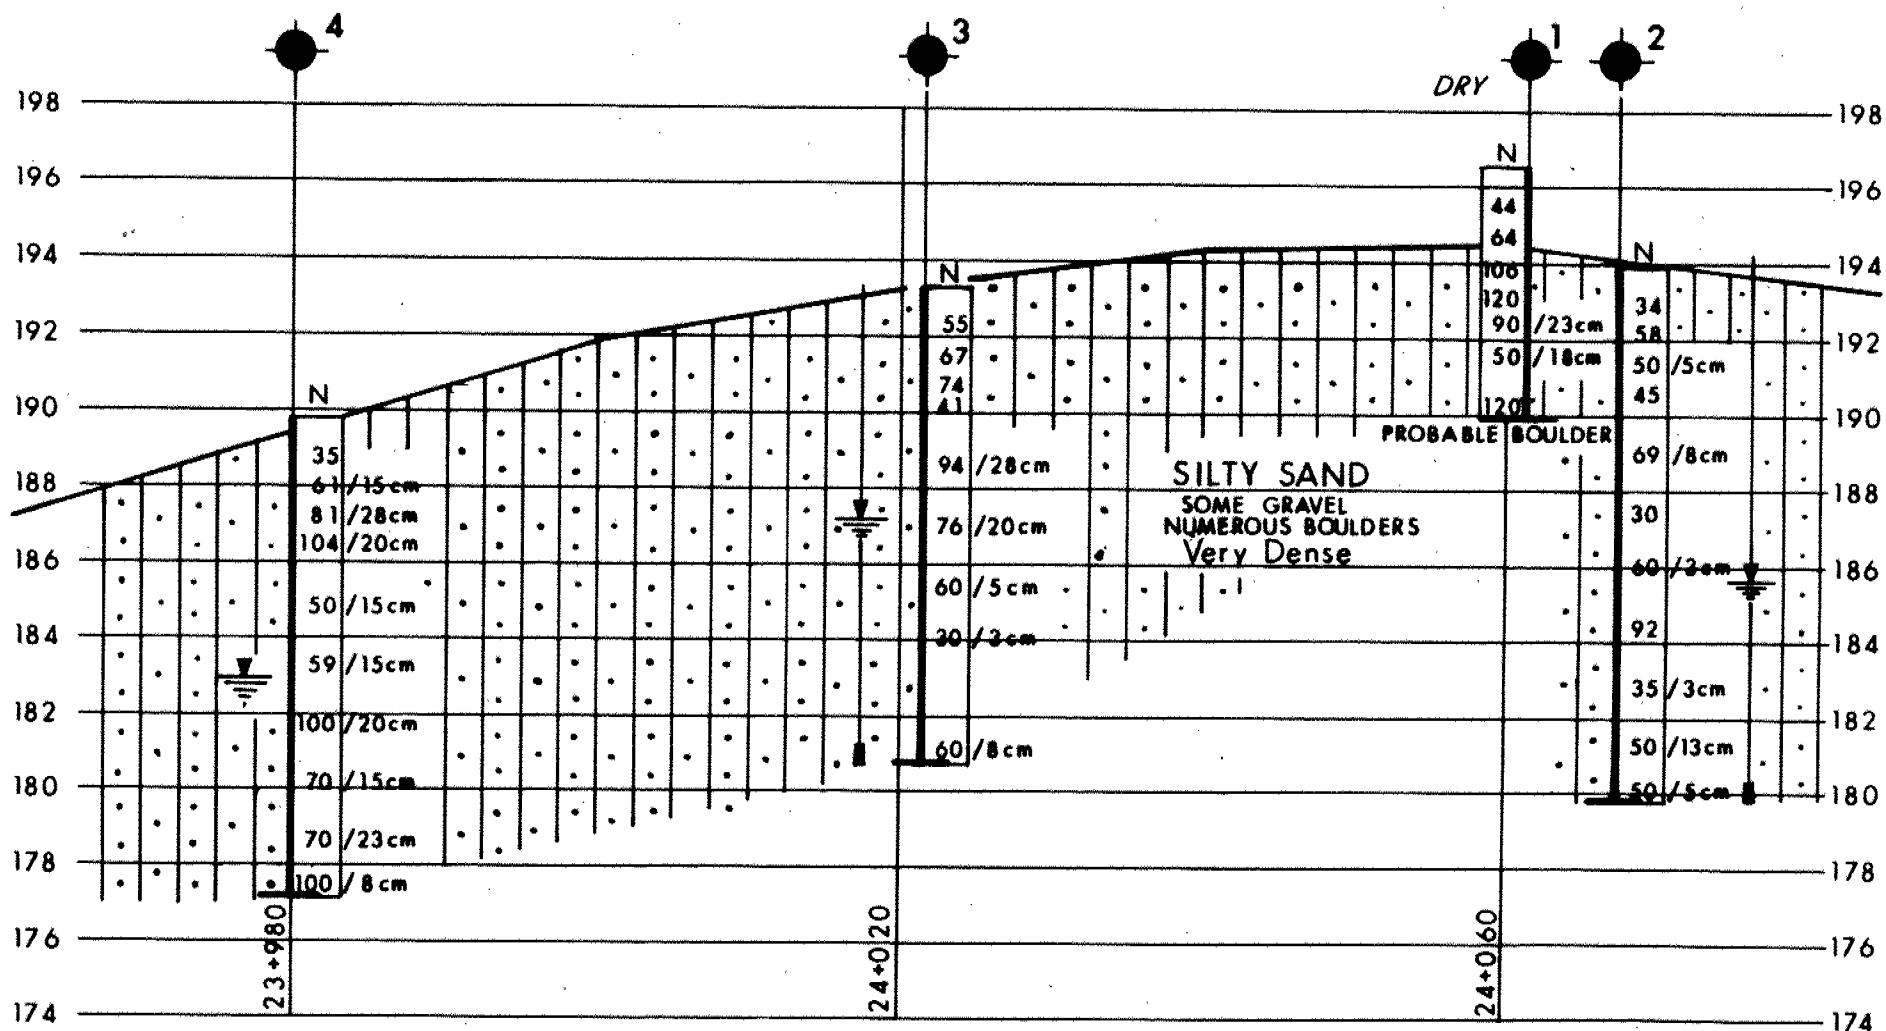 4
3
1
2
DRY
198
198
196
196
194
194
192
192
190
190
188
188
186
186
184
184
182
182
180
180
178
178
176
176
174
174
N
35
61/15cm
81/28cm
104/20cm
50/15cm
59/15cm
100/20cm
70/15cm
70/23cm
100/8cm
N
55
67
74
41
94/28cm
76/20cm
60/5cm
30/3cm
60/8cm
SILTY SAND
SOME GRAVEL
NUMEROUS BOULDERS
Very Dense
N
44
64
106
120
90/23cm
50/18cm
120
PROBABLE BOULDER
N
34
58
50/5cm
45
69/8cm
30
60/3cm
92
35/3cm
50/13cm
50/5cm
23+980
24+020
24+060